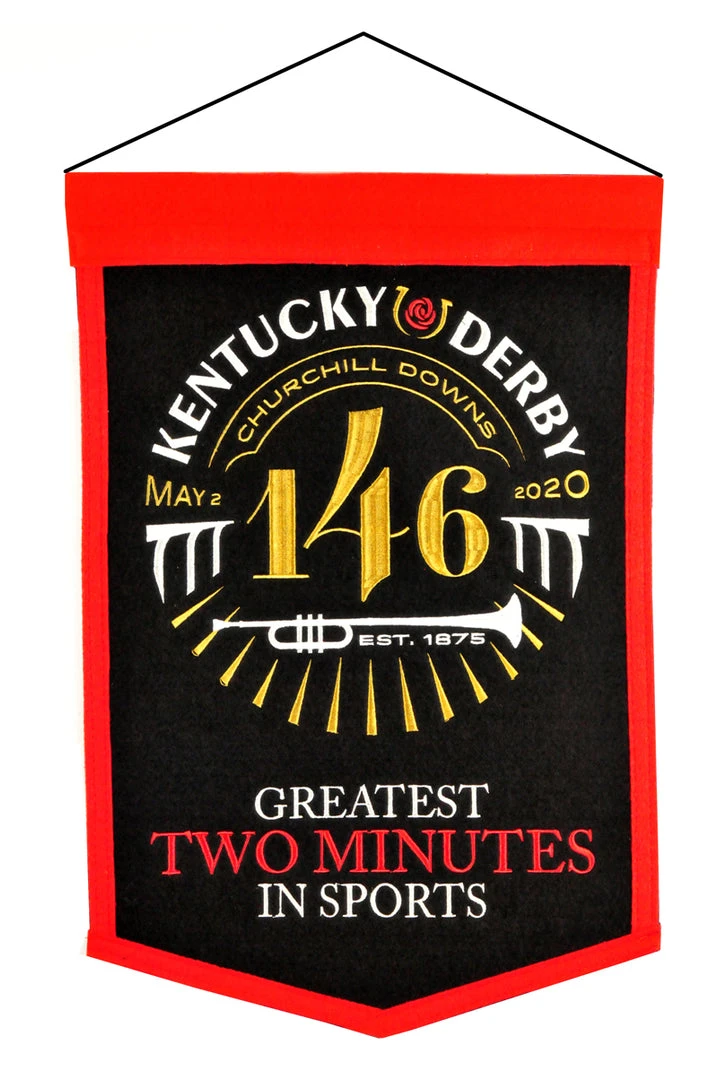 KENTUCKY DERBY
CHURCHILL DOWNS
MAY 2
2020
146
EST. 1875
GREATEST
TWO MINUTES
IN SPORTS